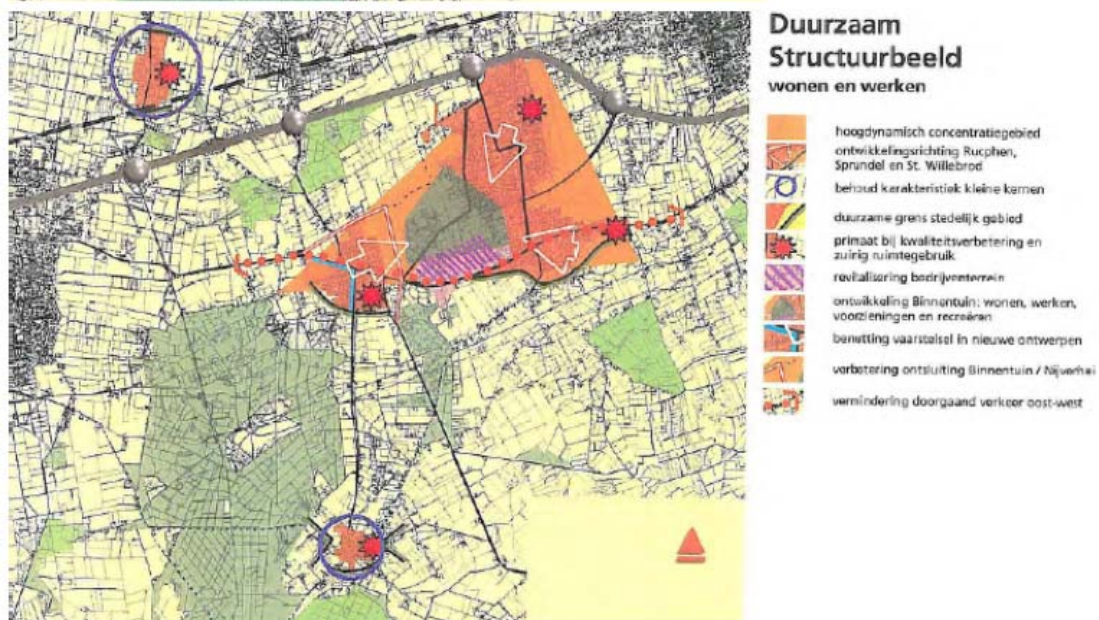 Duurzaam
Structuurbeeld
wonen en werken
hoogdynamisch concentratiegebied
ontwikkelingsrichting Rucphen,
Sprundel en St. Willebrod
behoud karakteristiek kleine kernen
duurzame grens stedelijk gebied
primaat bij kwaliteitsverbetering en
zuinig ruimtegebruik
revitalisering bedrijventerrein
ontwikkeling Binnentuin: wonen, werken,
voorzieningen en recreëren
benutting vaarstelsel in nieuwe ontwerpen
verbetering ontsluiting Binnentuin / Nijverhei
vermindering doorgaand verkeer oost-west